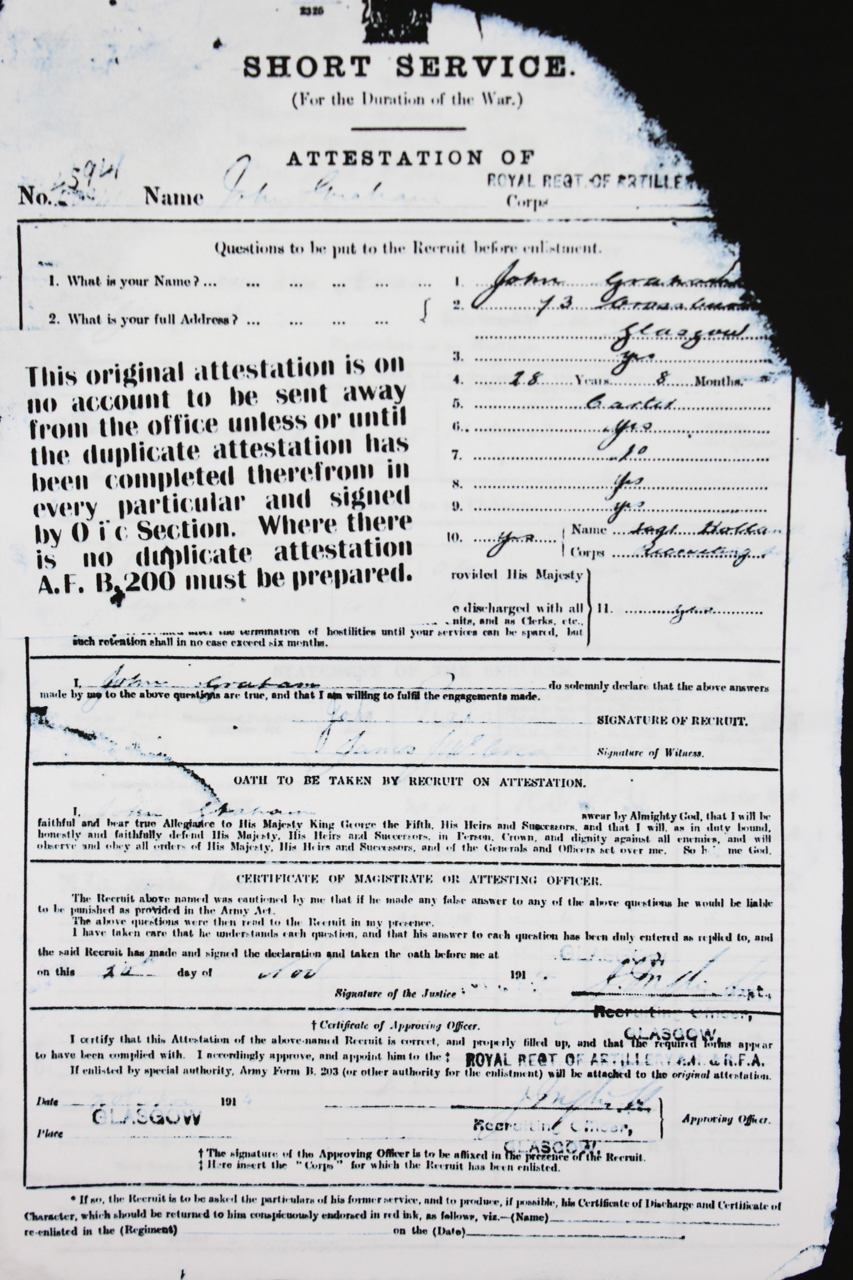 2326
SHORT SERVICE.
(For the Duration of the War.)
ATTESTATION OF
No. Name John Graham ROYAL REGT. OF ARTILLER
Corps
Questions to be put to the Recruit before enlistment.
1. What is your Name? ... ... ... ... ... 1. John Graham
2. What is your full Address? ... ... ... ... 2. 73
Glasgow
This original attestation is on
no account to be sent away
from the office unless or until
the duplicate attestation has
been completed therefrom in
every particular and signed
by O i c Section. Where there
is no duplicate attestation
A.F. B.200 must be prepared.
3. yes
4. 28 Years 8 Months.
5. Carter
6. yes
7. no
8. yes
9. yes
10. yes Name Sgt
Corps Recruiting
rovided His Majesty
e discharged with all
nits, and as Clerks, etc., 11. yes
the termination of hostilities until your services can be spared, but
such retention shall in no case exceed six months.
I, John Graham do solemnly declare that the above answers
made by me to the above questions are true, and that I am willing to fulfil the engagements made.
SIGNATURE OF RECRUIT.
James Signature of Witness.
OATH TO BE TAKEN BY RECRUIT ON ATTESTATION.
I, John Graham swear by Almighty God, that I will be
faithful and bear true Allegiance to His Majesty King George the Fifth, His Heirs and Successors, and that I will, as in duty bound,
honestly and faithfully defend His Majesty, His Heirs and Successors, in Person, Crown, and dignity against all enemies, and will
observe and obey all orders of His Majesty, His Heirs and Successors, and of the Generals and Officers set over me. So h me God.
CERTIFICATE OF MAGISTRATE OR ATTESTING OFFICER.
The Recruit above named was cautioned by me that if he made any false answer to any of the above questions he would be liable
to be punished as provided in the Army Act.
The above questions were then read to the Recruit in my presence.
I have taken care that he understands each question, and that his answer to each question has been duly entered as replied to, and
the said Recruit has made and signed the declaration and taken the oath before me at
on this day of Nov 191
Signature of the Justice Capt.,
Recruiting Officer,
GLASGOW.
† Certificate of Approving Officer.
I certify that this Attestation of the above-named Recruit is correct, and properly filled up, and that the required forms appear
to have been complied with. I accordingly approve, and appoint him to the ‡ ROYAL REGT OF ARTILLERY R.H. & R.F.A.
If enlisted by special authority, Army Form B. 203 (or other authority for the enlistment) will be attached to the original attestation.
Date 191
GLASGOW
Recruiting Officer, Approving Officer.
Place
GLASGOW.
† The signature of the Approving Officer is to be affixed in the presence of the Recruit.
‡ Here insert the "Corps" for which the Recruit has been enlisted.
* If so, the Recruit is to be asked the particulars of his former service, and to produce, if possible, his Certificate of Discharge and Certificate of
Character, which should be returned to him conspicuously endorsed in red ink, as follows, viz.—(Name)
re-enlisted in the (Regiment) on the (Date)